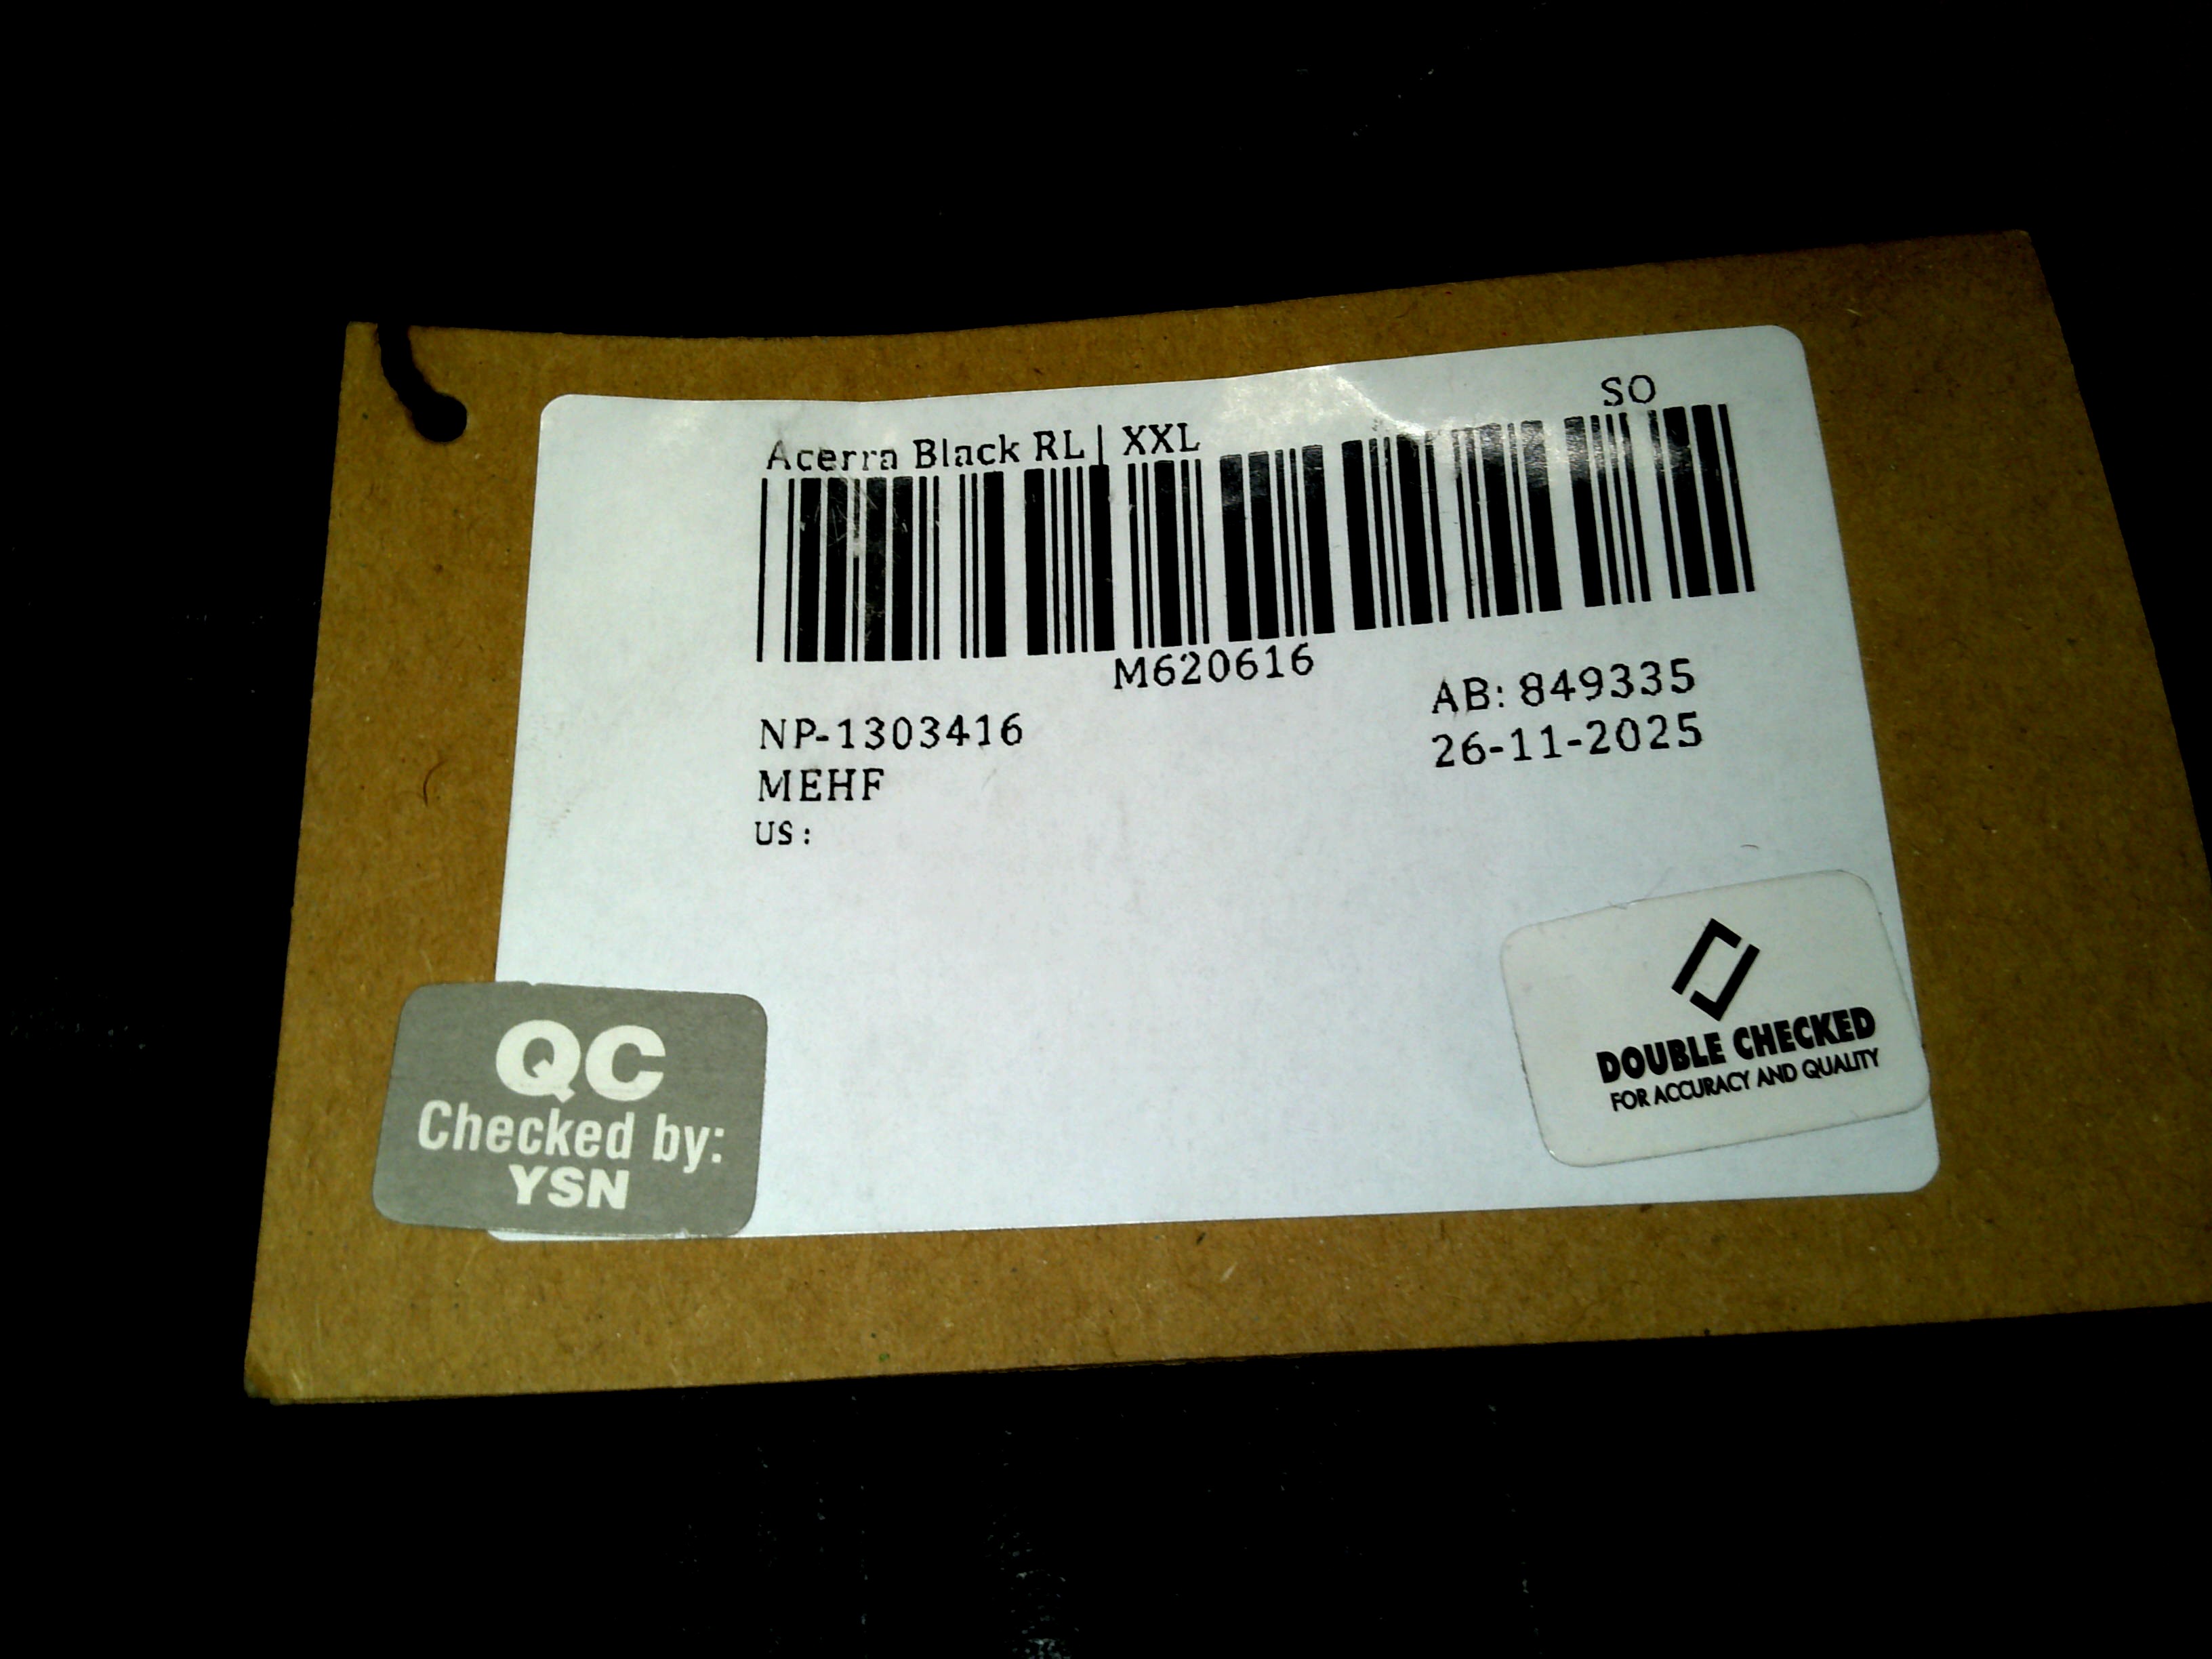 SO
Acerra Black RL | XXL
M620616
AB: 849335
NP-1303416
26-11-2025
MEHF
US:
QC
Checked by:
YSN
DOUBLE CHECKED
FOR ACCURACY AND QUALITY